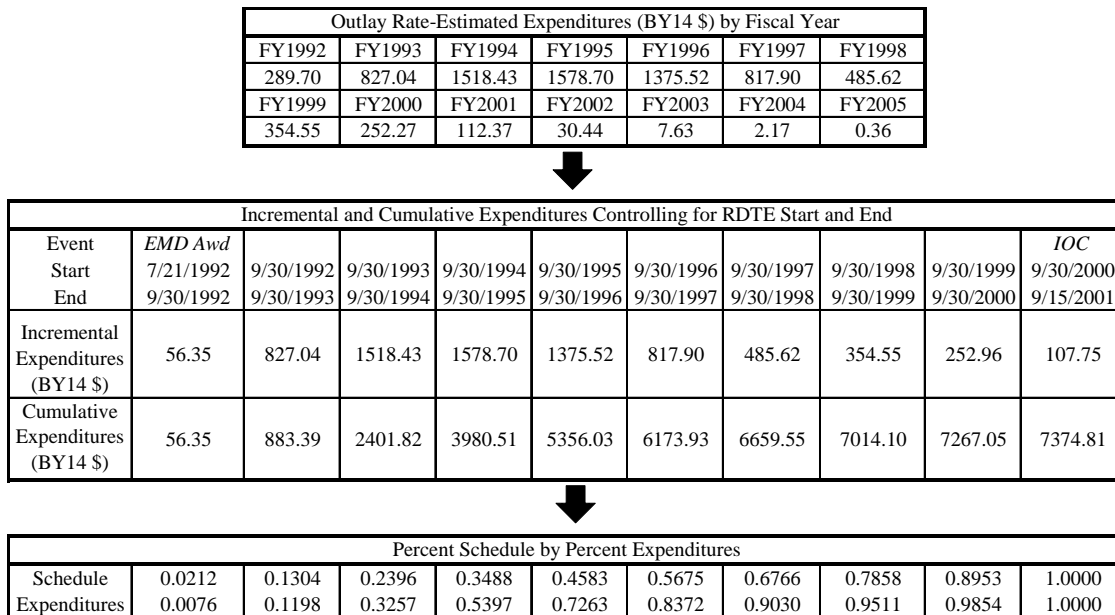 Outlay Rate-Estimated Expenditures (BY14 $) by Fiscal Year
FY1992 FY1993 FY1994 FY1995 FY1996 FY1997 FY1998
289.70 827.04 1518.43 1578.70 1375.52 817.90 485.62
FY1999 FY2000 FY2001 FY2002 FY2003 FY2004 FY2005
354.55 252.27 112.37 30.44 7.63 2.17 0.36
Incremental and Cumulative Expenditures Controlling for RDTE Start and End
Event EMD Awd IOC
Start 7/21/1992 9/30/1992 9/30/1993 9/30/1994 9/30/1995 9/30/1996 9/30/1997 9/30/1998 9/30/1999 9/30/2000
End 9/30/1992 9/30/1993 9/30/1994 9/30/1995 9/30/1996 9/30/1997 9/30/1998 9/30/1999 9/30/2000 9/15/2001
Incremental
Expenditures 56.35 827.04 1518.43 1578.70 1375.52 817.90 485.62 354.55 252.96 107.75
(BY14 $)
Cumulative
Expenditures 56.35 883.39 2401.82 3980.51 5356.03 6173.93 6659.55 7014.10 7267.05 7374.81
(BY14 $)
Percent Schedule by Percent Expenditures
Schedule 0.0212 0.1304 0.2396 0.3488 0.4583 0.5675 0.6766 0.7858 0.8953 1.0000
Expenditures 0.0076 0.1198 0.3257 0.5397 0.7263 0.8372 0.9030 0.9511 0.9854 1.0000